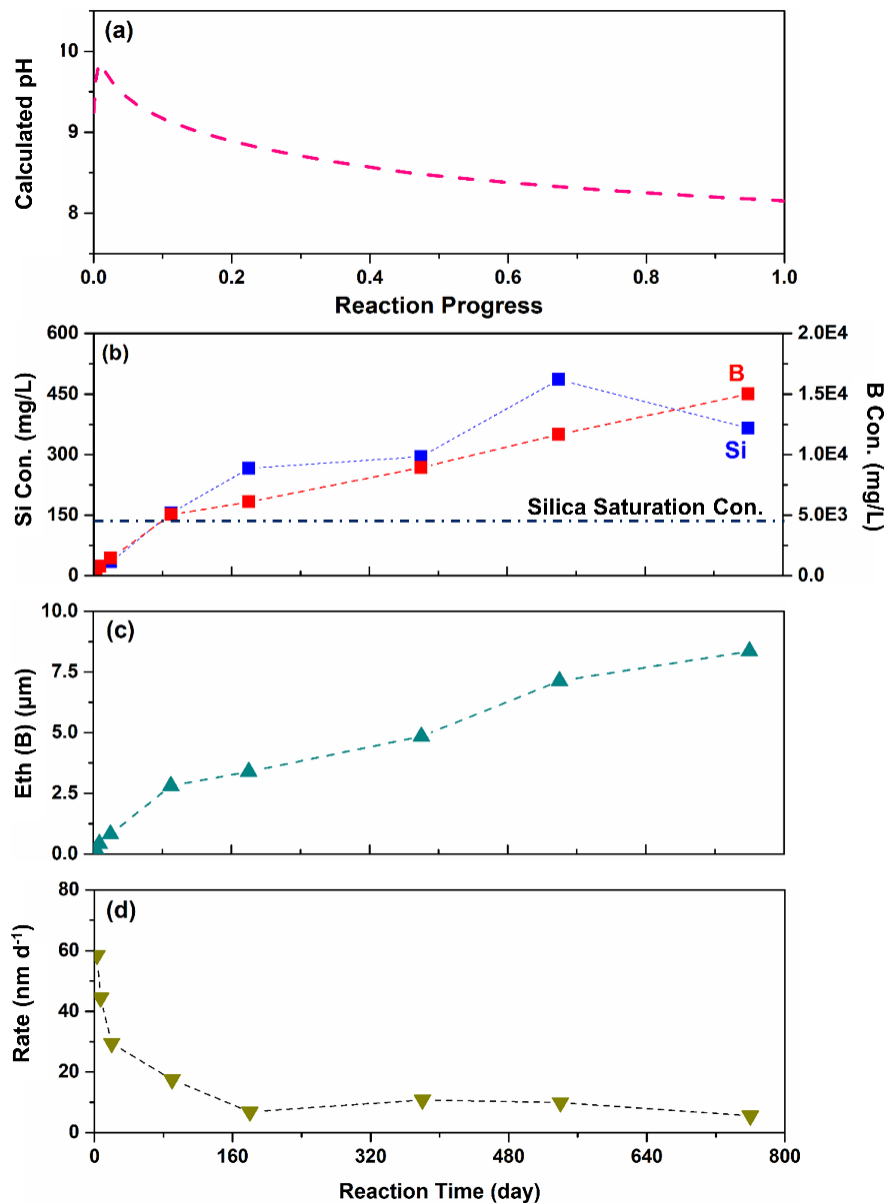 (a)
Calculated pH
10
9
8
0.0 0.2 0.4 0.6 0.8 1.0
Reaction Progress
(b)
Si Con. (mg/L)
600
450
300
150
0
B
Si
Silica Saturation Con.
2.0E4
1.5E4
1.0E4
5.0E3
0.0
B Con. (mg/L)
(c)
Eth (B) (μm)
10.0
7.5
5.0
2.5
0.0
(d)
Rate (nm d⁻¹)
80
60
40
20
0
0 160 320 480 640 800
Reaction Time (day)